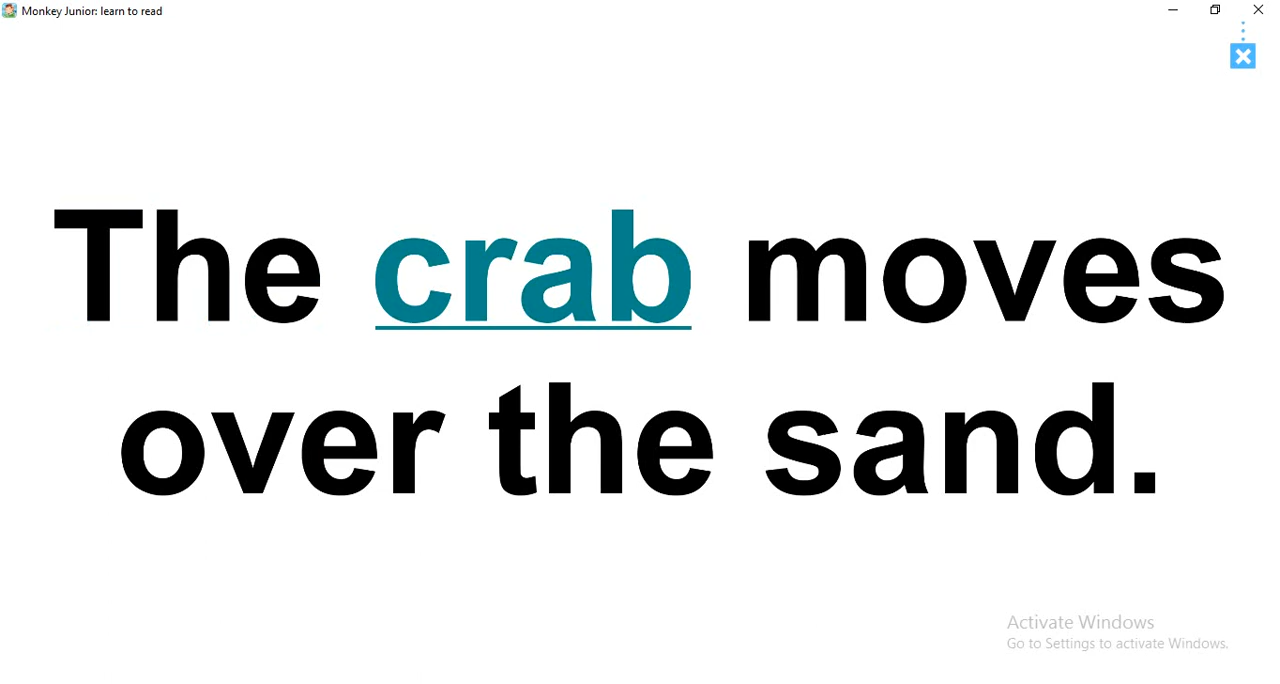 Monkey Junior: learn to read
The crab moves
over the sand.
Activate Windows
Go to Settings to activate Windows.